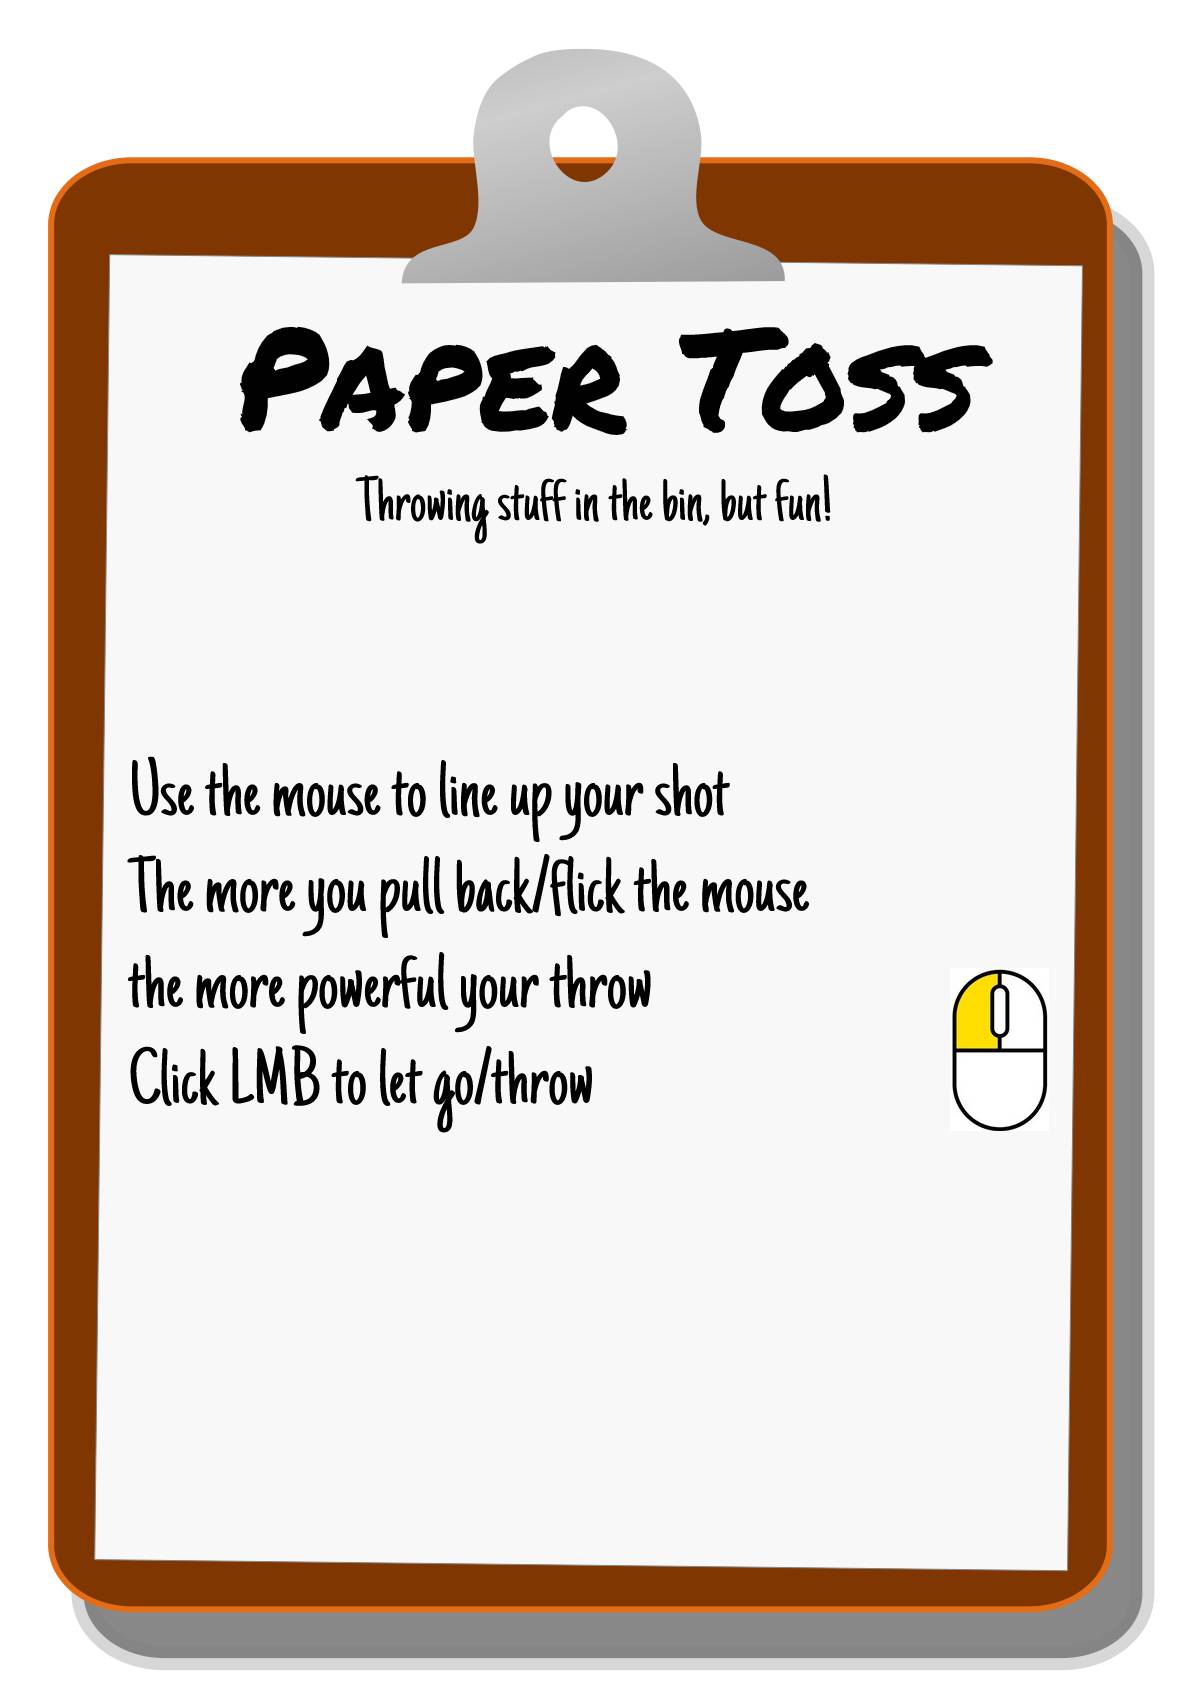 Paper Toss
Throwing stuff in the bin, but fun!
Use the mouse to line up your shot
The more you pull back/flick the mouse
the more powerful your throw
Click LMB to let go/throw